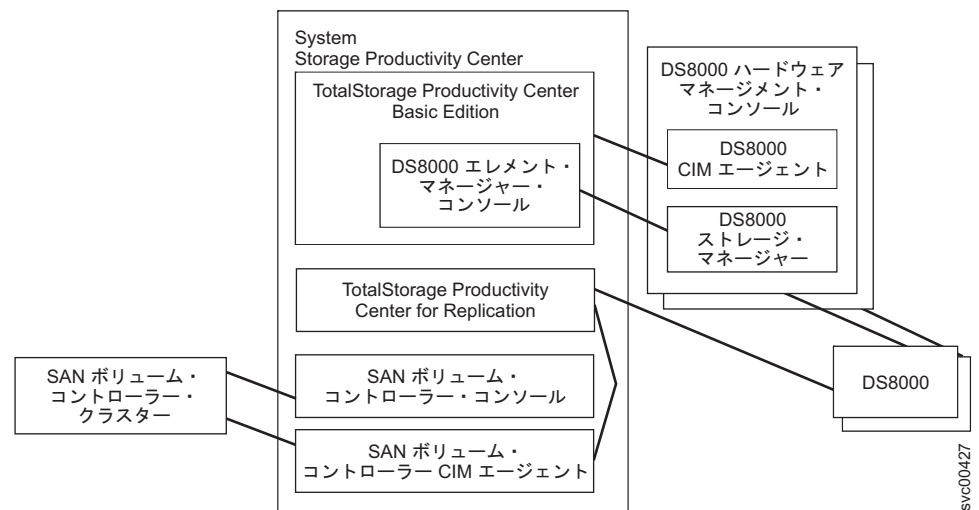 System
Storage Productivity Center
TotalStorage Productivity Center
Basic Edition
DS8000 エレメント・
マネージャー・
コンソール
TotalStorage Productivity
Center for Replication
SAN ボリューム・
コントローラー・コンソール
SAN ボリューム・
コントローラー CIM エージェント
SAN ボリューム・
コントローラー・
クラスター
DS8000 ハードウェア
マネージメント・
コンソール
DS8000
CIM エージェント
DS8000
ストレージ・
マネージャー
DS8000
svc00427